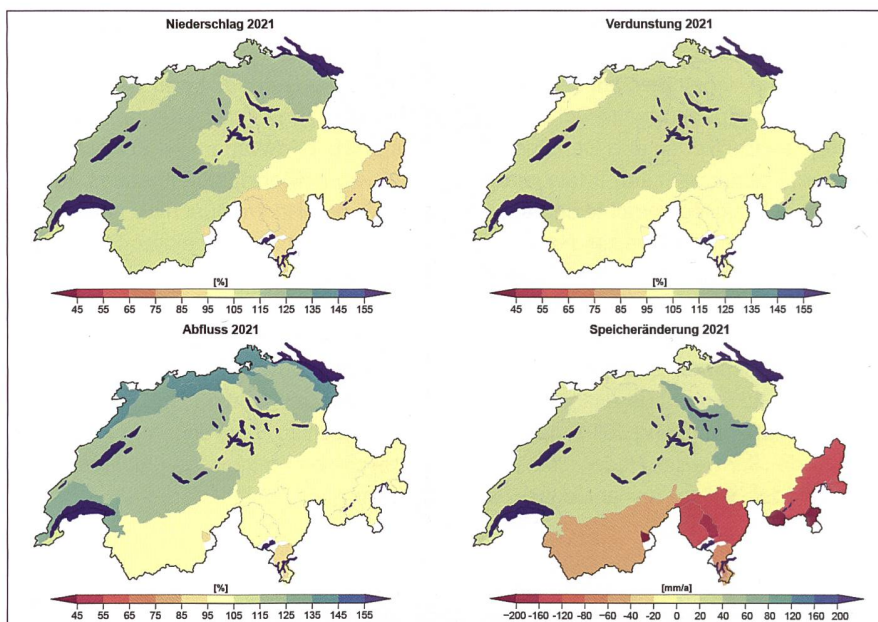 Niederschlag 2021
[%]
45 55 65 75 85 95 105 115 125 135 145 155
Verdunstung 2021
[%]
45 55 65 75 85 95 105 115 125 135 145 155
Abfluss 2021
[%]
45 55 65 75 85 95 105 115 125 135 145 155
Speicheränderung 2021
[mm/a]
−200 −160 −120 −80 −40 −20 0 20 40 80 120 160 200